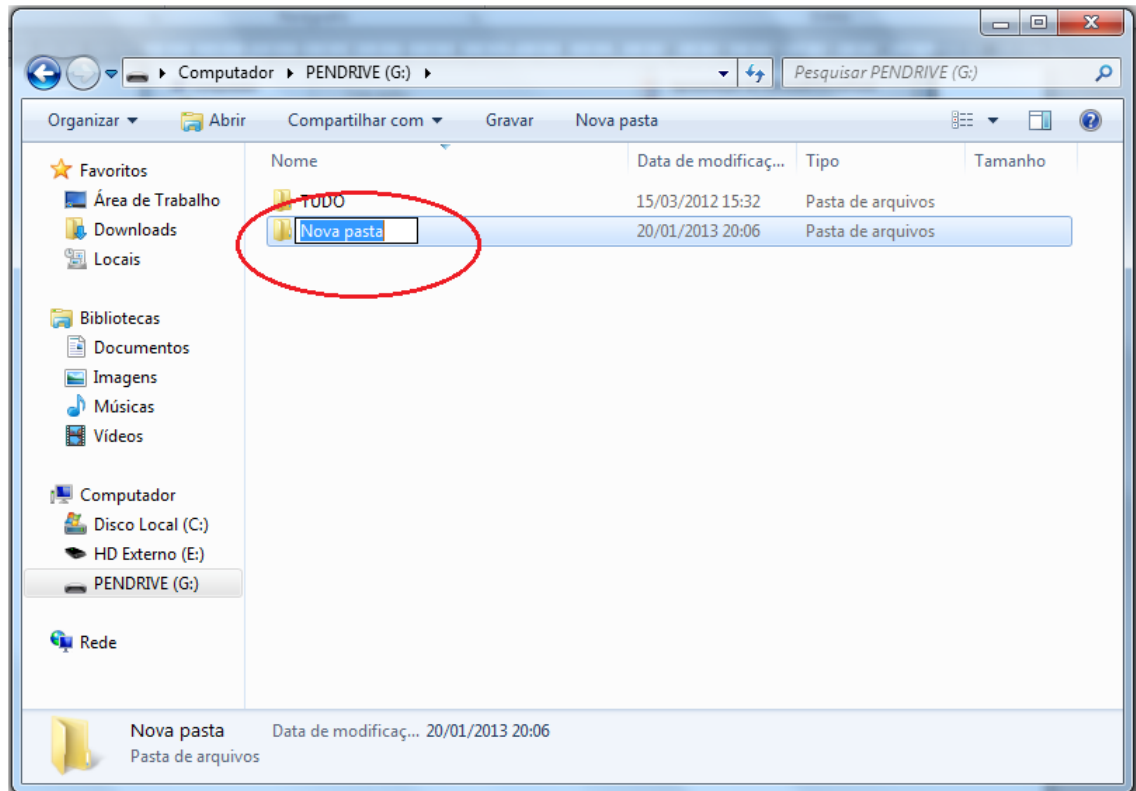 Computador PENDRIVE (G:) Pesquisar PENDRIVE (G:)
Organizar Abrir Compartilhar com Gravar Nova pasta
Nome Data de modificaç... Tipo Tamanho
TUDO 15/03/2012 15:32 Pasta de arquivos
Nova pasta 20/01/2013 20:06 Pasta de arquivos
Favoritos
Área de Trabalho
Downloads
Locais
Bibliotecas
Documentos
Imagens
Músicas
Vídeos
Computador
Disco Local (C:)
HD Externo (E:)
PENDRIVE (G:)
Rede
Nova pasta Data de modificaç... 20/01/2013 20:06
Pasta de arquivos